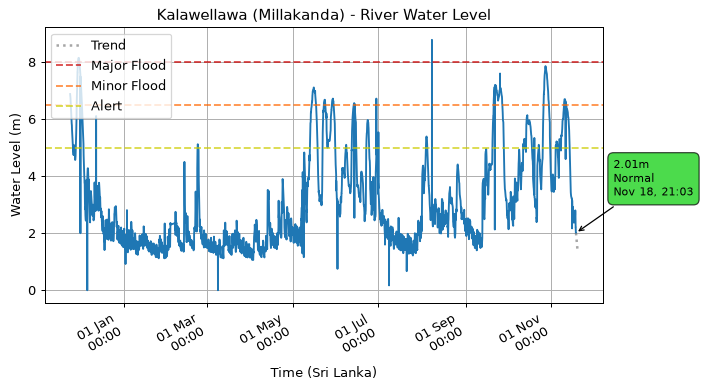 Kalawellawa (Millakanda) - River Water Level
Trend
Major Flood
Minor Flood
Alert
Water Level (m)
8
6
4
2
0
2.01m
Normal
Nov 18, 21:03
01 Jan
00:00
01 Mar
00:00
01 May
00:00
01 Jul
00:00
01 Sep
00:00
01 Nov
00:00
Time (Sri Lanka)